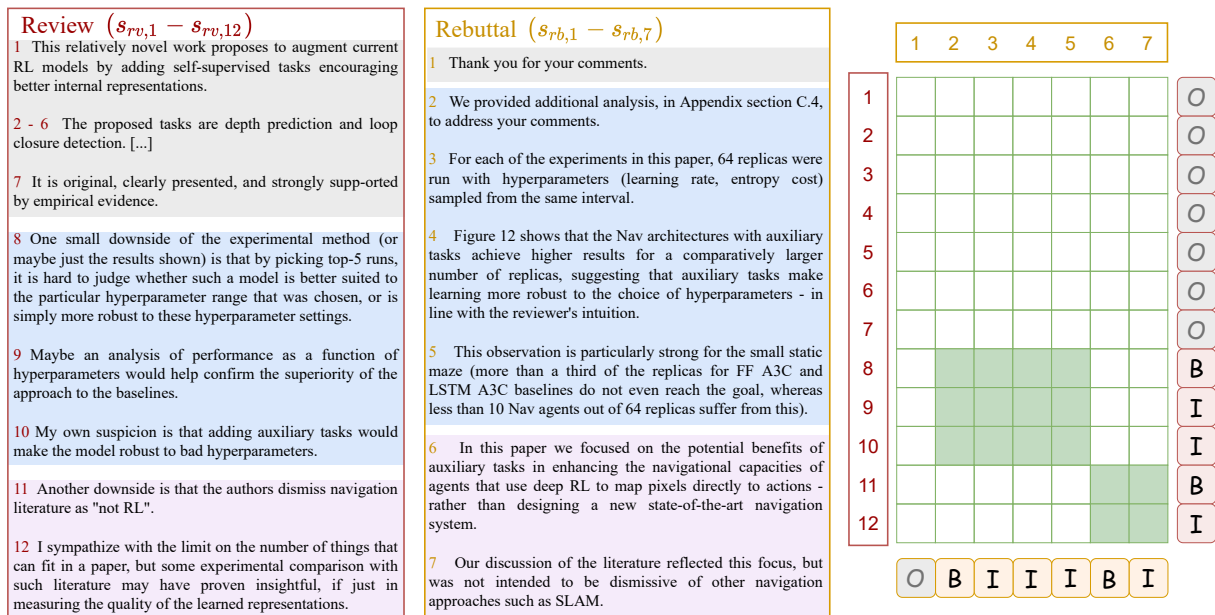 Review (s_{rv,1} − s_{rv,12})
1 This relatively novel work proposes to augment current
RL models by adding self-supervised tasks encouraging
better internal representations.
2 - 6 The proposed tasks are depth prediction and loop
closure detection. [...]
7 It is original, clearly presented, and strongly supp-orted
by empirical evidence.
8 One small downside of the experimental method (or
maybe just the results shown) is that by picking top-5 runs,
it is hard to judge whether such a model is better suited to
the particular hyperparameter range that was chosen, or is
simply more robust to these hyperparameter settings.
9 Maybe an analysis of performance as a function of
hyperparameters would help confirm the superiority of the
approach to the baselines.
10 My own suspicion is that adding auxiliary tasks would
make the model robust to bad hyperparameters.
11 Another downside is that the authors dismiss navigation
literature as "not RL".
12 I sympathize with the limit on the number of things that
can fit in a paper, but some experimental comparison with
such literature may have proven insightful, if just in
measuring the quality of the learned representations.
Rebuttal (s_{rb,1} − s_{rb,7})
1 Thank you for your comments.
2 We provided additional analysis, in Appendix section C.4,
to address your comments.
3 For each of the experiments in this paper, 64 replicas were
run with hyperparameters (learning rate, entropy cost)
sampled from the same interval.
4 Figure 12 shows that the Nav architectures with auxiliary
tasks achieve higher results for a comparatively larger
number of replicas, suggesting that auxiliary tasks make
learning more robust to the choice of hyperparameters - in
line with the reviewer's intuition.
5 This observation is particularly strong for the small static
maze (more than a third of the replicas for FF A3C and
LSTM A3C baselines do not even reach the goal, whereas
less than 10 Nav agents out of 64 replicas suffer from this).
6 In this paper we focused on the potential benefits of
auxiliary tasks in enhancing the navigational capacities of
agents that use deep RL to map pixels directly to actions -
rather than designing a new state-of-the-art navigation
system.
7 Our discussion of the literature reflected this focus, but
was not intended to be dismissive of other navigation
approaches such as SLAM.
1 2 3 4 5 6 7
1 O
2 O
3 O
4 O
5 O
6 O
7 O
8 B
9 I
10 I
11 B
12 I
O B I I I B I